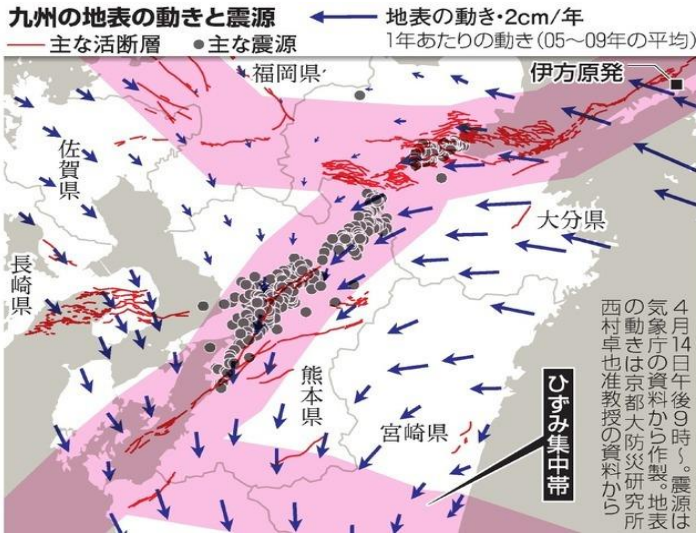 九州の地表の動きと震源
地表の動き・2cm/年
1年あたりの動き(05〜09年の平均)
主な活断層
主な震源
伊方原発
福岡県
佐賀県
大分県
長崎県
熊本県
宮崎県
ひずみ集中帯
4月14日午後9時〜。震源は
気象庁の資料から作製。地表
の動きは京都大防災研究所
西村卓也准教授の資料から